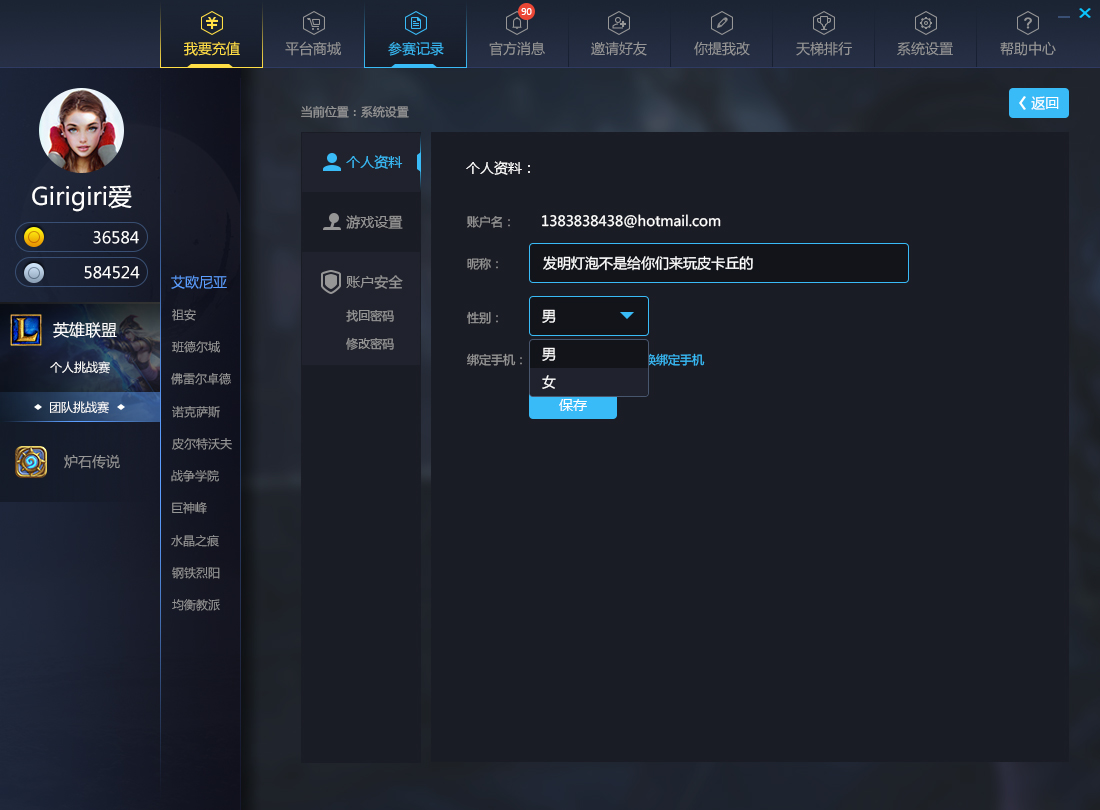 我要充值
平台商城
参赛记录
90
官方消息
邀请好友
你提我改
天梯排行
系统设置
帮助中心
Girigiri爱
36584
584524
英雄联盟
个人挑战赛
团队挑战赛
炉石传说
艾欧尼亚
祖安
班德尔城
佛雷尔卓德
诺克萨斯
皮尔特沃夫
战争学院
巨神峰
水晶之痕
钢铁烈阳
均衡教派
当前位置：系统设置
返回
个人资料
游戏设置
账户安全
找回密码
修改密码
个人资料：
账户名： 1383838438@hotmail.com
昵称： 发明灯泡不是给你们来玩皮卡丘的
性别： 男
男
女
绑定手机： 换绑定手机
保存